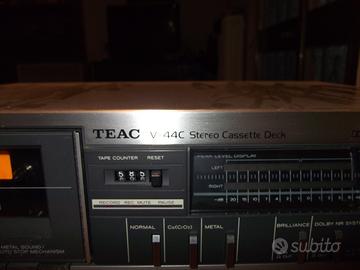 TEAC V-44C Stereo Cassette Deck
TAPE COUNTER RESET
PEAK LEVEL DISPLAY
LEFT
RIGHT
RECORD REC MUTE PAUSE
METAL SOUND/
AUTO STOP MECHANISM
NORMAL Co(CrO2) METAL BRILLIANCE DOLBY NR SYSTEM
subito